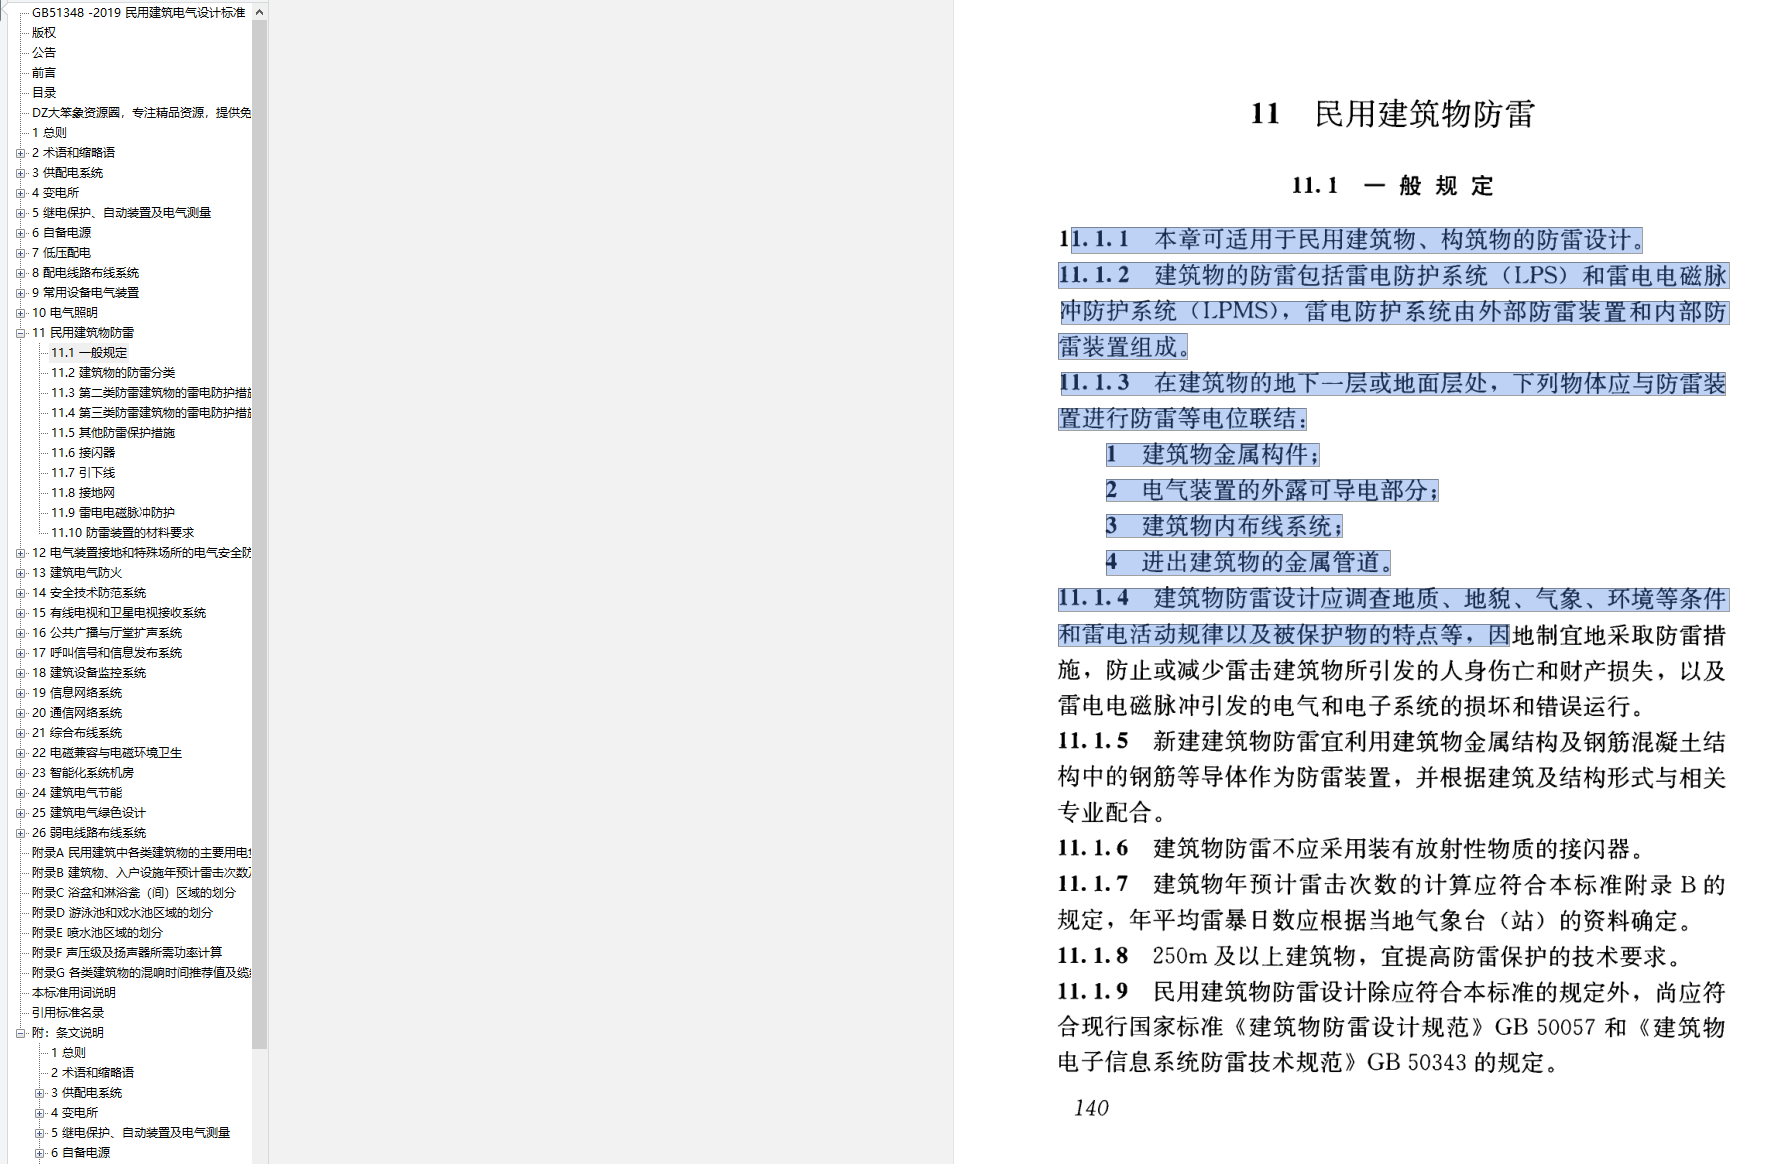 GB51348 -2019 民用建筑电气设计标准
版权
公告
前言
目录
DZ大笨象资源圈，专注精品资源，提供免
1 总则
2 术语和缩略语
3 供配电系统
4 变电所
5 继电保护、自动装置及电气测量
6 自备电源
7 低压配电
8 配电线路布线系统
9 常用设备电气装置
10 电气照明
11 民用建筑物防雷
11.1 一般规定
11.2 建筑物的防雷分类
11.3 第二类防雷建筑物的雷电防护措施
11.4 第三类防雷建筑物的雷电防护措施
11.5 其他防雷保护措施
11.6 接闪器
11.7 引下线
11.8 接地网
11.9 雷电电磁脉冲防护
11.10 防雷装置的材料要求
12 电气装置接地和特殊场所的电气安全防
13 建筑电气防火
14 安全技术防范系统
15 有线电视和卫星电视接收系统
16 公共广播与厅堂扩声系统
17 呼叫信号和信息发布系统
18 建筑设备监控系统
19 信息网络系统
20 通信网络系统
21 综合布线系统
22 电磁兼容与电磁环境卫生
23 智能化系统机房
24 建筑电气节能
25 建筑电气绿色设计
26 弱电线路布线系统
附录A 民用建筑中各类建筑物的主要用电负
附录B 建筑物、入户设施年预计雷击次数及
附录C 浴盆和淋浴瓮（间）区域的划分
附录D 游泳池和戏水池区域的划分
附录E 喷水池区域的划分
附录F 声压级及扬声器所需功率计算
附录G 各类建筑物的混响时间推荐值及缆线
本标准用词说明
引用标准名录
附：条文说明
1 总则
2 术语和缩略语
3 供配电系统
4 变电所
5 继电保护、自动装置及电气测量
6 自备电源
11 民用建筑物防雷
11.1 一般规定
11.1.1 本章可适用于民用建筑物、构筑物的防雷设计。
11.1.2 建筑物的防雷包括雷电防护系统（LPS）和雷电电磁脉
冲防护系统（LPMS），雷电防护系统由外部防雷装置和内部防
雷装置组成。
11.1.3 在建筑物的地下一层或地面层处，下列物体应与防雷装
置进行防雷等电位联结：
1 建筑物金属构件；
2 电气装置的外露可导电部分；
3 建筑物内布线系统；
4 进出建筑物的金属管道。
11.1.4 建筑物防雷设计应调查地质、地貌、气象、环境等条件
和雷电活动规律以及被保护物的特点等，因地制宜地采取防雷措
施，防止或减少雷击建筑物所引发的人身伤亡和财产损失，以及
雷电电磁脉冲引发的电气和电子系统的损坏和错误运行。
11.1.5 新建建筑物防雷宜利用建筑物金属结构及钢筋混凝土结
构中的钢筋等导体作为防雷装置，并根据建筑及结构形式与相关
专业配合。
11.1.6 建筑物防雷不应采用装有放射性物质的接闪器。
11.1.7 建筑物年预计雷击次数的计算应符合本标准附录 B 的
规定，年平均雷暴日数应根据当地气象台（站）的资料确定。
11.1.8 250m 及以上建筑物，宜提高防雷保护的技术要求。
11.1.9 民用建筑物防雷设计除应符合本标准的规定外，尚应符
合现行国家标准《建筑物防雷设计规范》GB 50057 和《建筑物
电子信息系统防雷技术规范》GB 50343 的规定。
140